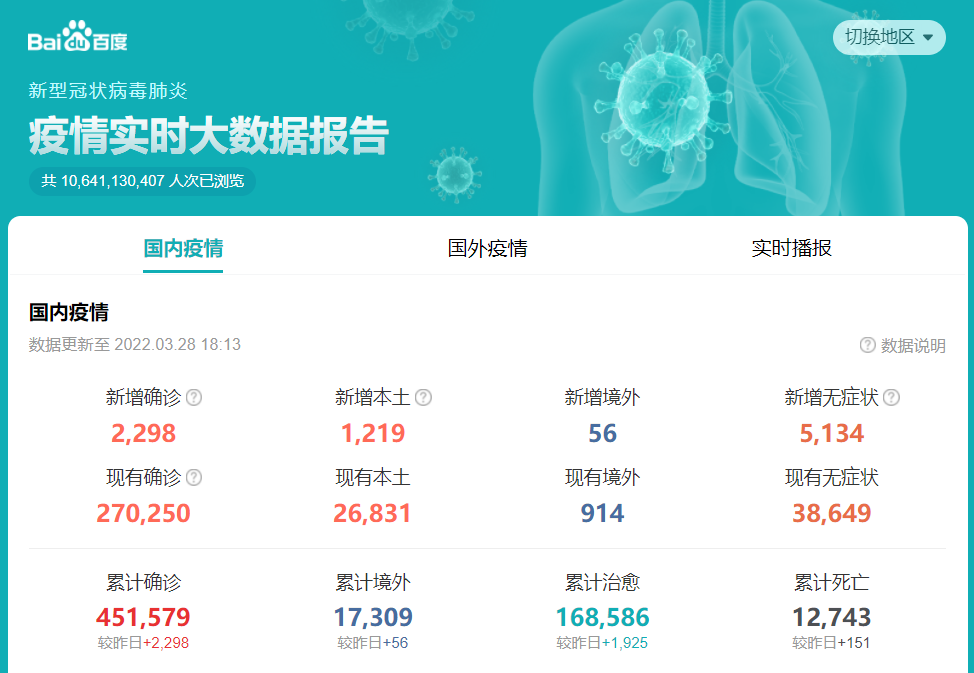 Bai du 百度
切换地区
新型冠状病毒肺炎
疫情实时大数据报告
共 10,641,130,407 人次已浏览
国内疫情 国外疫情 实时播报
国内疫情
数据更新至 2022.03.28 18:13 ? 数据说明
新增确诊 ? 新增本土 ? 新增境外 新增无症状 ?
2,298 1,219 56 5,134
现有确诊 ? 现有本土 现有境外 现有无症状
270,250 26,831 914 38,649
累计确诊 累计境外 累计治愈 累计死亡
451,579 17,309 168,586 12,743
较昨日+2,298 较昨日+56 较昨日+1,925 较昨日+151